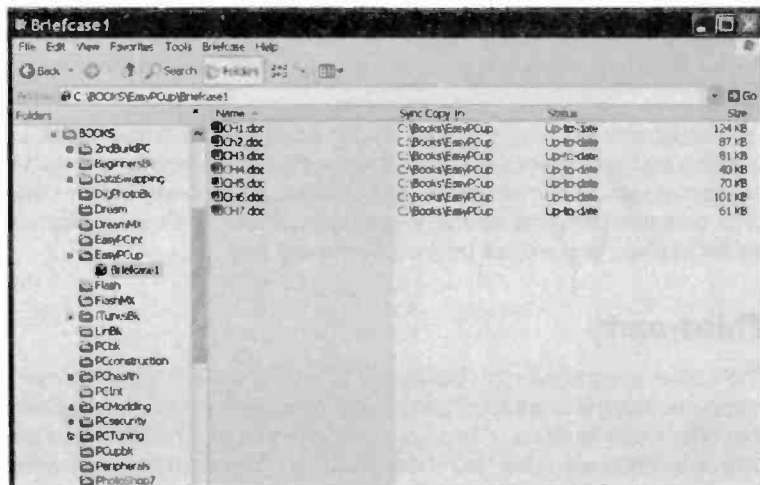 Briefcase1
File Edit View Favorites Tools Briefcase Help
Back Search Folders
C:\BOOKS\EasyPCup\Briefcase1 Go
Folders
Name Sync Copy In Status Size
BOOKS
2ndBuildPC
BeginnersBk
DataSwapping
DigPhotoBk
Dream
DreamMX
EasyPCInt
EasyPCup
Briefcase1
Flash
FlashMX
iTunesBk
LinBk
PCbk
PCconstruction
PChealth
PCInt
PCModding
PCsecurity
PCTuning
PCupbk
Peripherals
PhotoShop7
CH1.doc C:\Books\EasyPCup Up-to-date 124 KB
Ch2.doc C:\Books\EasyPCup Up-to-date 87 KB
CH3.doc C:\Books\EasyPCup Up-to-date 81 KB
CH4.doc C:\Books\EasyPCup Up-to-date 40 KB
CH5.doc C:\Books\EasyPCup Up-to-date 70 KB
CH6.doc C:\Books\EasyPCup Up-to-date 101 KB
CH7.doc C:\Books\EasyPCup Up-to-date 61 KB